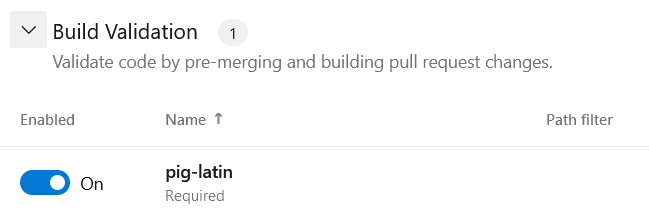 Build Validation 1
Validate code by pre-merging and building pull request changes.
Enabled Name ↑ Path filter
On pig-latin
Required